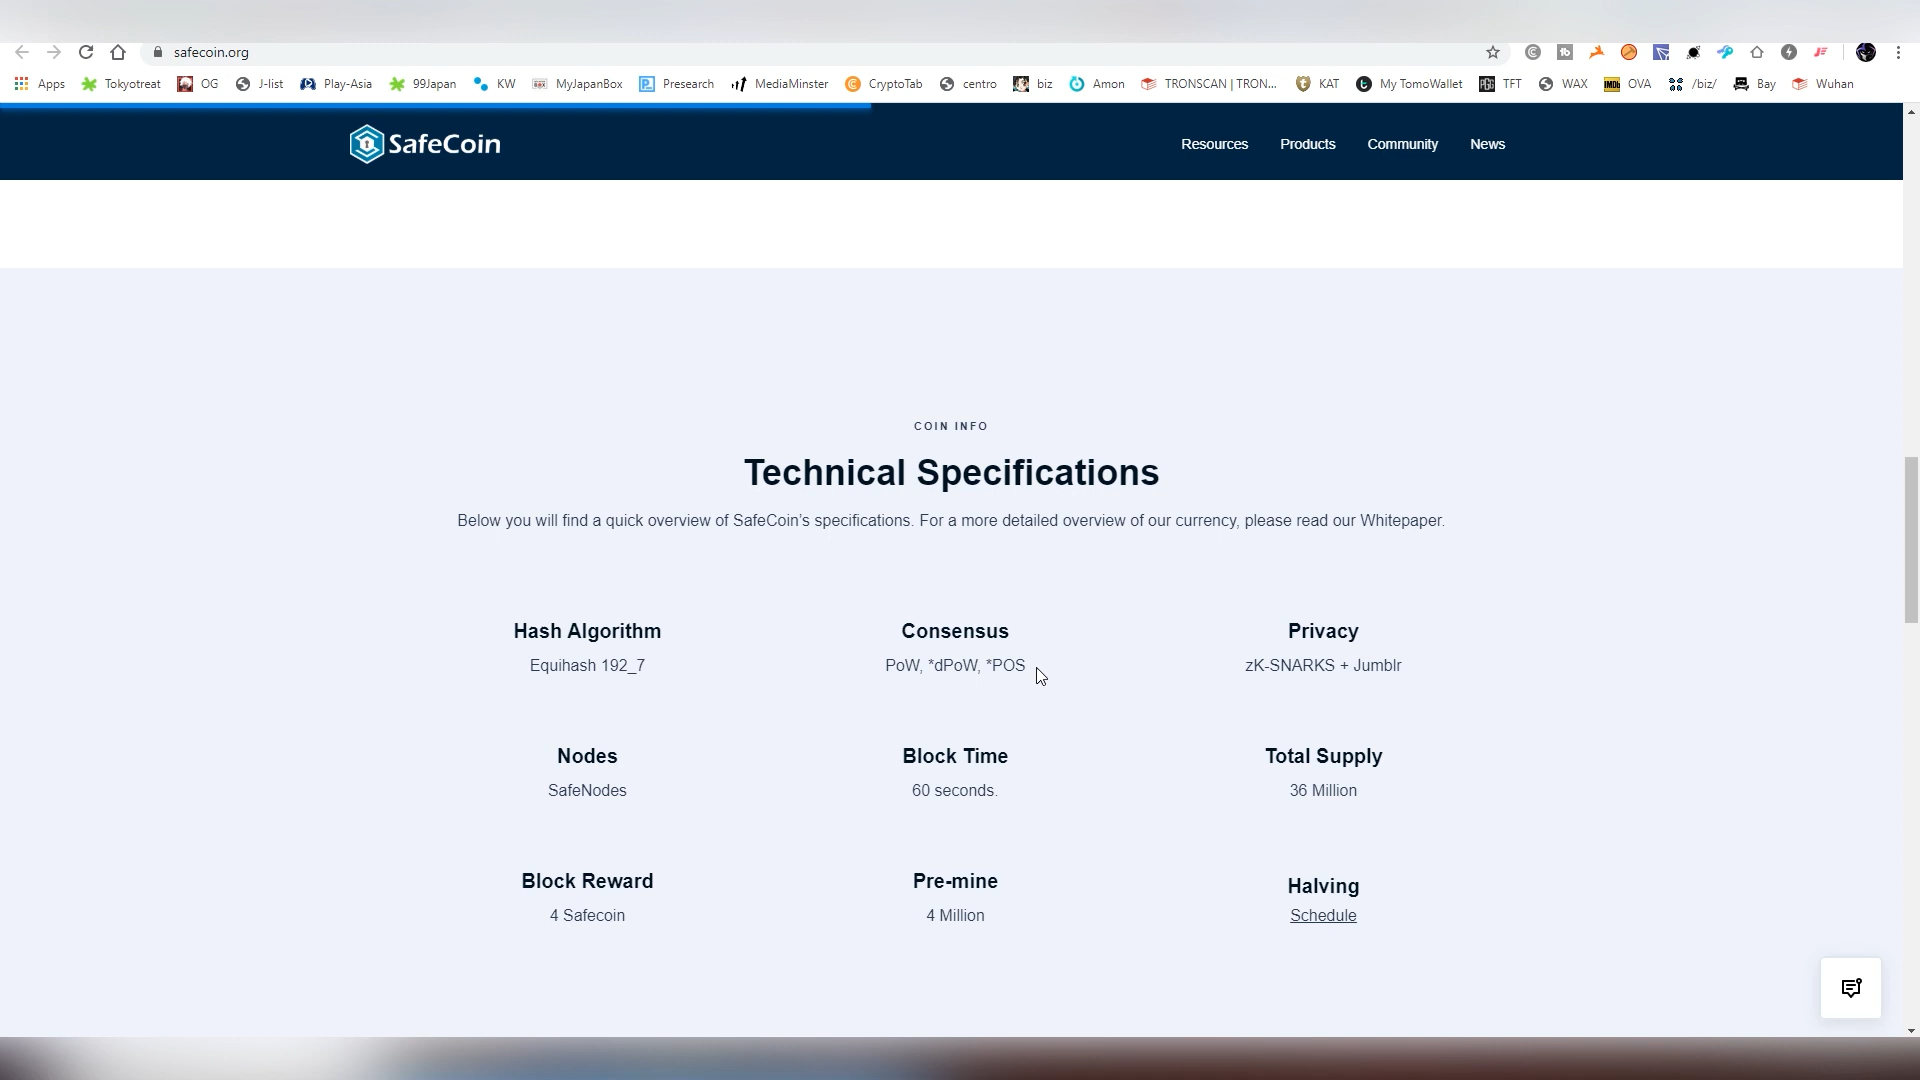 safecoin.org
Apps Tokyotreat OG J-list Play-Asia 99Japan KW MyJapanBox Presearch MediaMinster CryptoTab centro biz Amon TRONSCAN | TRON... KAT My TomoWallet TFT WAX OVA /biz/ Bay Wuhan
SafeCoin
Resources Products Community News
COIN INFO
Technical Specifications
Below you will find a quick overview of SafeCoin’s specifications. For a more detailed overview of our currency, please read our Whitepaper.
Hash Algorithm Consensus Privacy
Equihash 192_7 PoW, *dPoW, *POS zK-SNARKS + Jumblr
Nodes Block Time Total Supply
SafeNodes 60 seconds. 36 Million
Block Reward Pre-mine Halving
4 Safecoin 4 Million Schedule